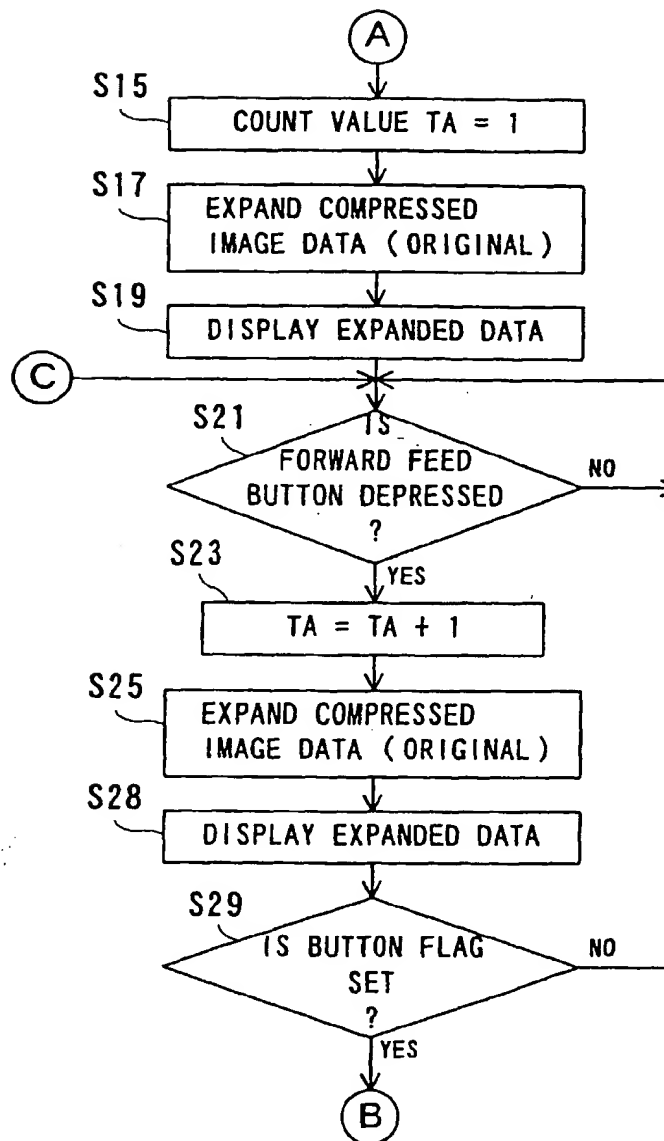 A
S15
COUNT VALUE TA = 1
S17
EXPAND COMPRESSED
IMAGE DATA (ORIGINAL)
S19
DISPLAY EXPANDED DATA
C
S21
IS
FORWARD FEED
BUTTON DEPRESSED
?
NO
YES
S23
TA = TA + 1
S25
EXPAND COMPRESSED
IMAGE DATA (ORIGINAL)
S28
DISPLAY EXPANDED DATA
S29
IS BUTTON FLAG
SET
?
NO
YES
B